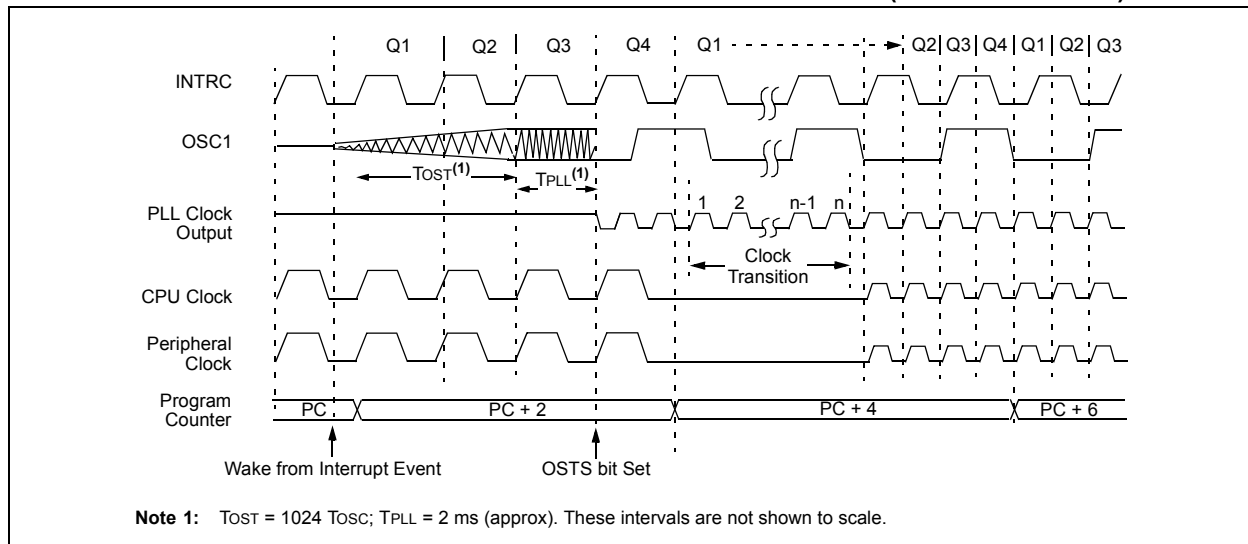 Q1 Q2 Q3 Q4 Q1 Q2 Q3 Q4 Q1 Q2 Q3
INTRC
OSC1
TOST(1) TPLL(1)
1 2 n-1 n
PLL Clock
Output
Clock
Transition
CPU Clock
Peripheral
Clock
Program
Counter
PC PC + 2 PC + 4 PC + 6
Wake from Interrupt Event OSTS bit Set
Note 1: TOST = 1024 TOSC; TPLL = 2 ms (approx). These intervals are not shown to scale.